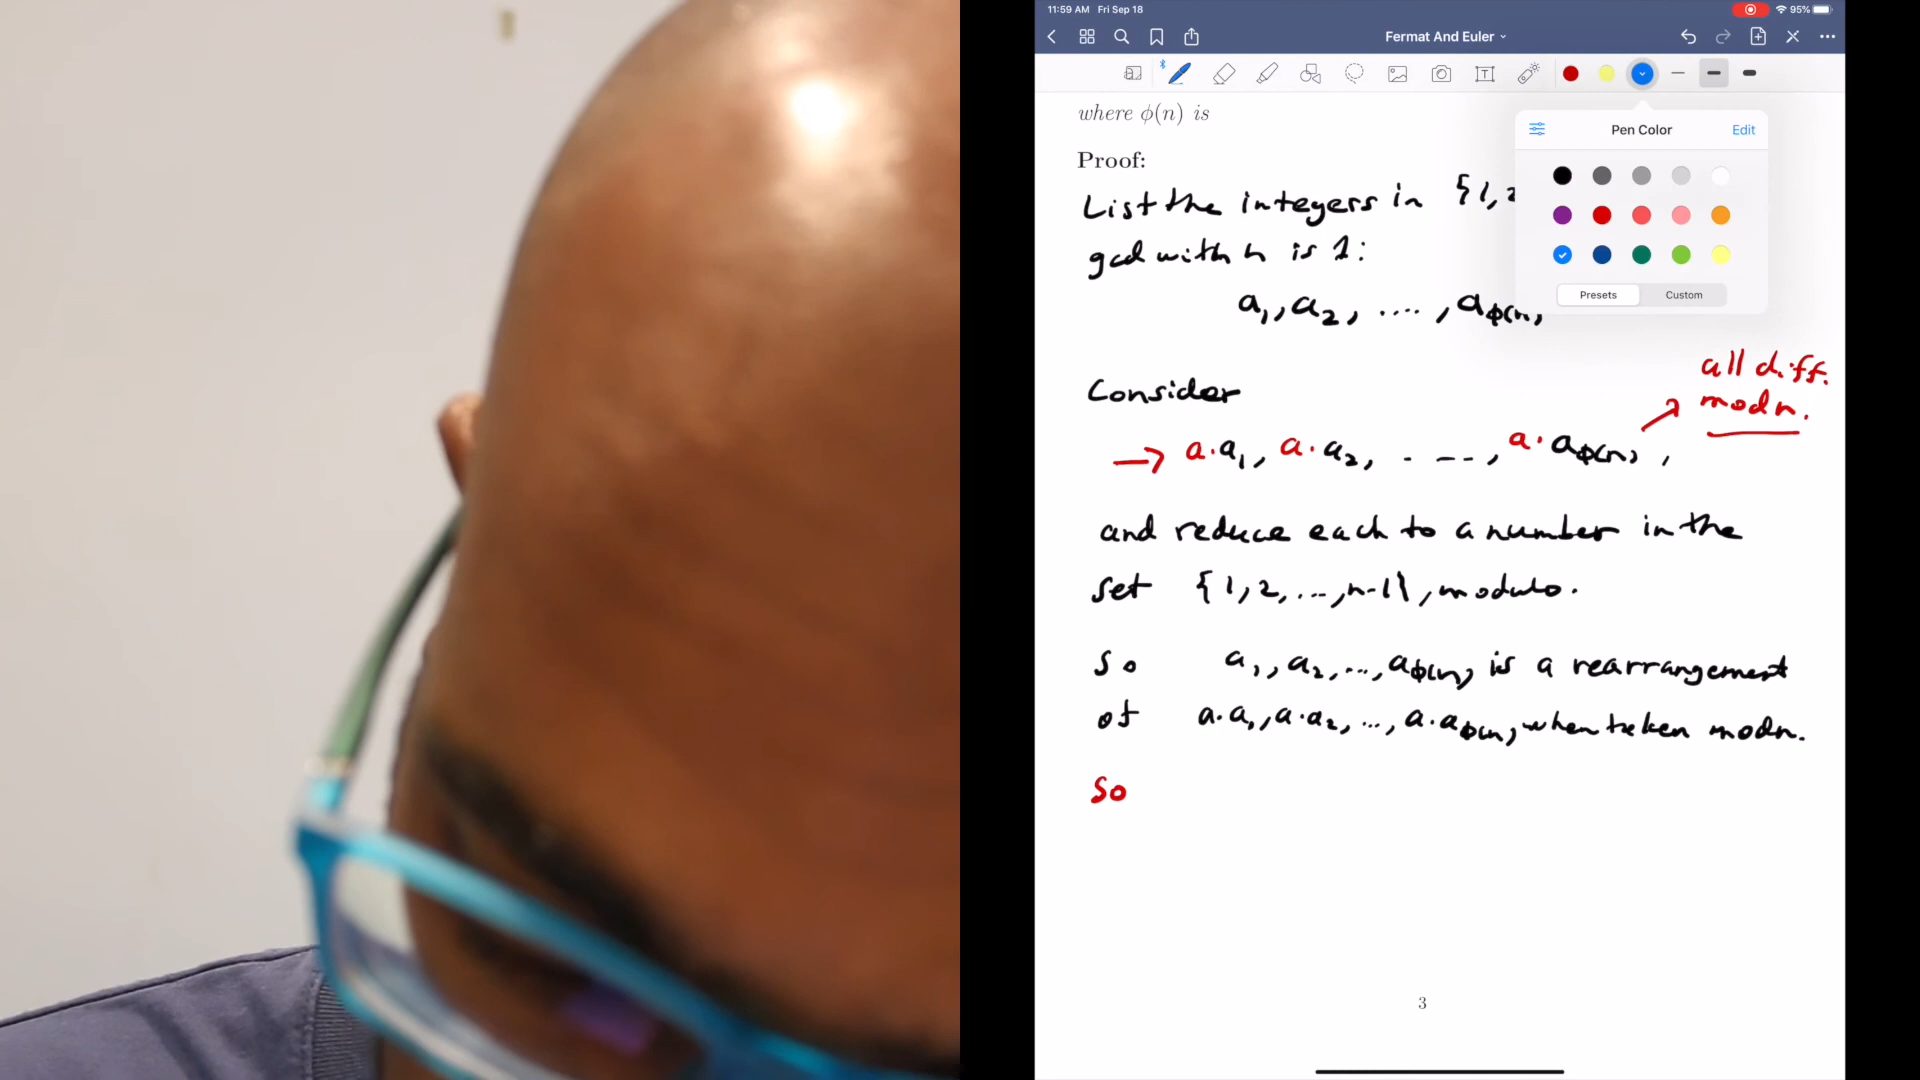 11:59 AM Fri Sep 18
95%
Fermat And Euler
where ϕ(n) is
Pen Color
Edit
Presets
Custom
Proof:
List the integers in {1, 2
gcd with n is 1:
a₁, a₂, ...., aϕ(n)
Consider
all diff.
mod n.
→ a·a₁, a·a₂, . - - -, a·aϕ(n),
and reduce each to a number in the
set {1, 2, ..., n-1}, modulo.
so a₁, a₂, ..., aϕ(n) is a rearrangement
of a·a₁, a·a₂, ..., a·aϕ(n), when taken mod n.
So
3